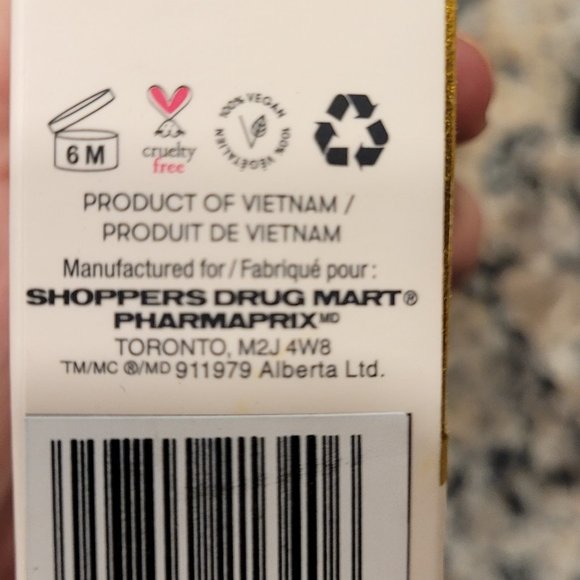 6 M
cruelty
free
100% VEGAN 100% VÉGÉTALIEN
PRODUCT OF VIETNAM /
PRODUIT DE VIETNAM
Manufactured for / Fabriqué pour :
SHOPPERS DRUG MART®
PHARMAPRIX MD
TORONTO, M2J 4W8
TM/MC ®/MD 911979 Alberta Ltd.